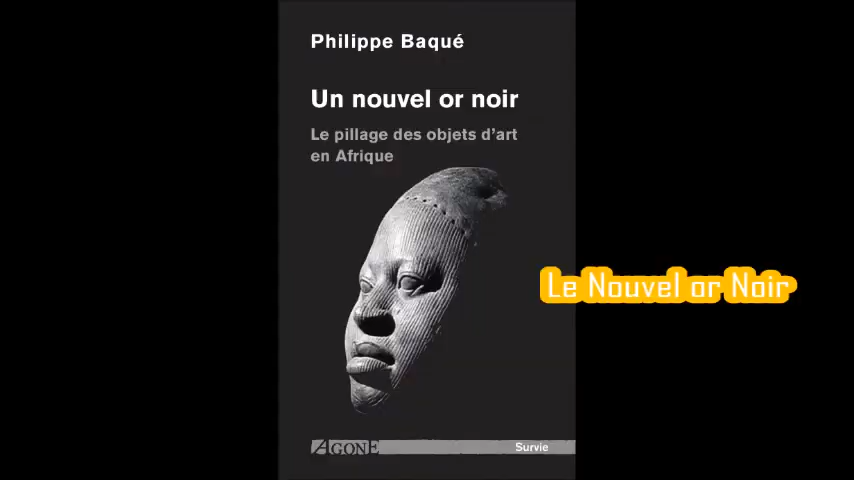 Philippe Baqué
Un nouvel or noir
Le pillage des objets d'art
en Afrique
Le Nouvel or Noir
AGONE
Survie